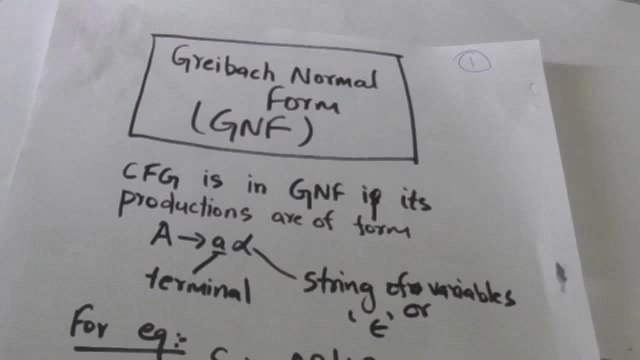 1
Greibach Normal
Form
(GNF)
CFG is in GNF if its
productions are of form
A → a α
terminal
string of variables
or
'ε'
For eg:-